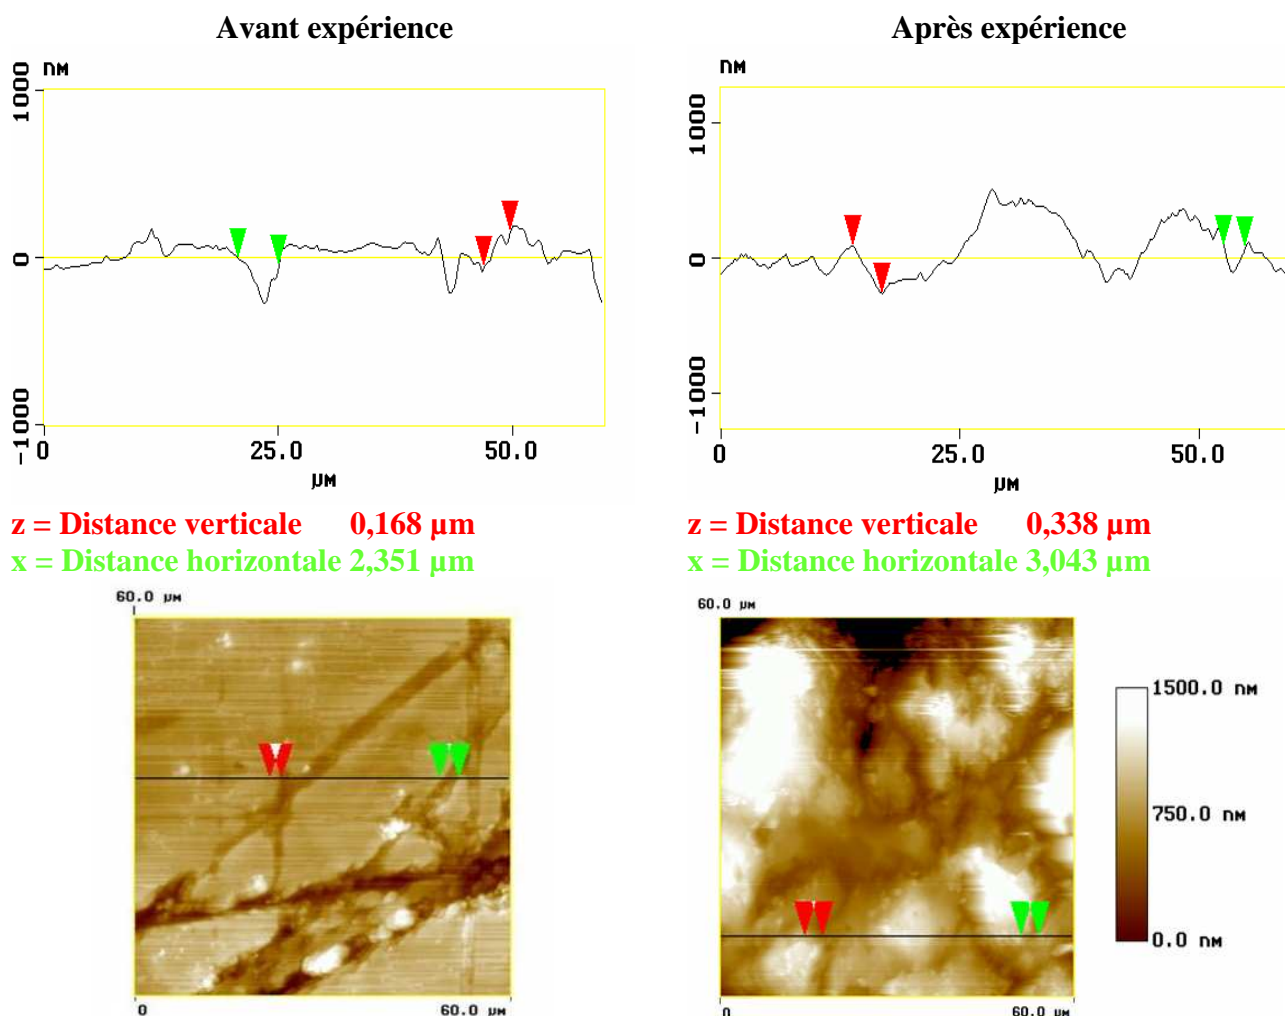 Avant expérience
Après expérience
nM
1000
0
-1000
0
25.0
50.0
µM
nM
1000
0
-1000
0
25.0
50.0
µM
z = Distance verticale 0,168 µm
x = Distance horizontale 2,351 µm
z = Distance verticale 0,338 µm
x = Distance horizontale 3,043 µm
60.0 µM
0
60.0 µM
60.0 µM
0
60.0 µM
1500.0 nM
750.0 nM
0.0 nM